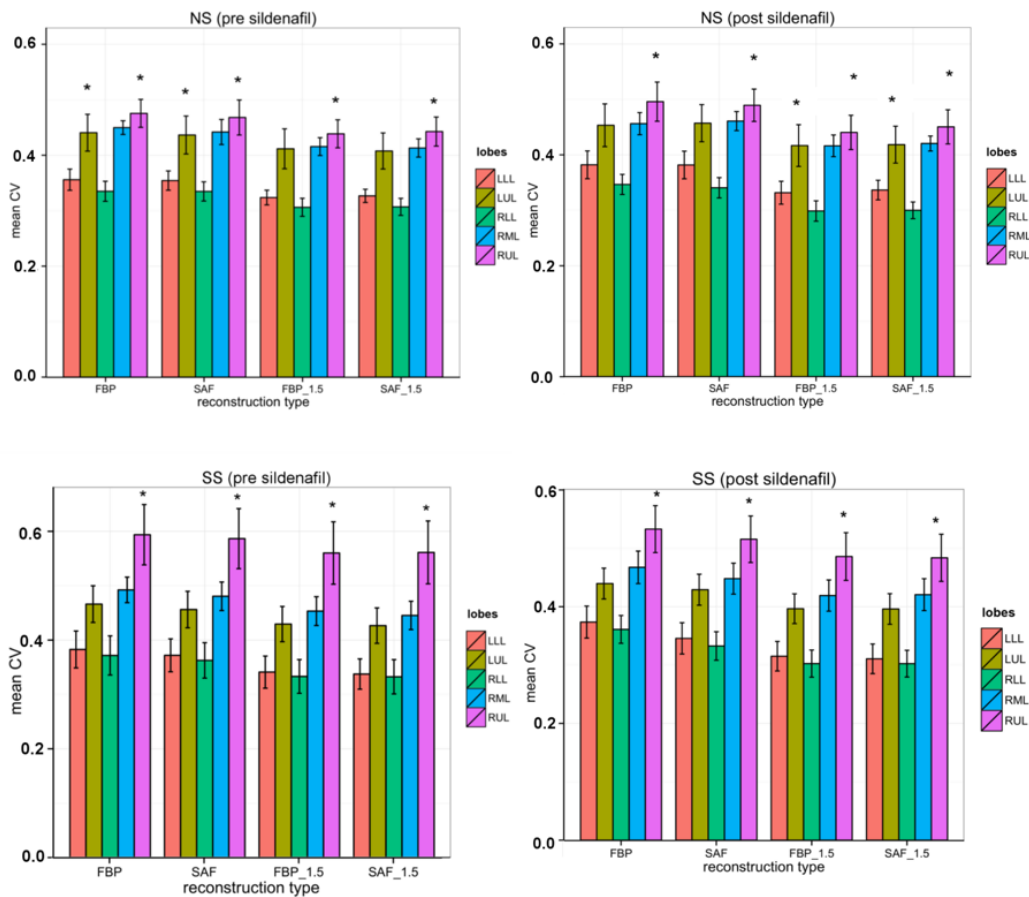 NS (pre sildenafil)
0.6
0.4
0.2
0.0
mean CV
* * * * * *
FBP SAF FBP_1.5 SAF_1.5
reconstruction type
lobes
LLL
LUL
RLL
RML
RUL
NS (post sildenafil)
0.6
0.4
0.2
0.0
mean CV
* * * * * *
FBP SAF FBP_1.5 SAF_1.5
reconstruction type
lobes
LLL
LUL
RLL
RML
RUL
SS (pre sildenafil)
0.6
0.4
0.2
0.0
mean CV
* * * *
FBP SAF FBP_1.5 SAF_1.5
reconstruction type
lobes
LLL
LUL
RLL
RML
RUL
SS (post sildenafil)
0.6
0.4
0.2
0.0
mean CV
* * * *
FBP SAF FBP_1.5 SAF_1.5
reconstruction type
lobes
LLL
LUL
RLL
RML
RUL